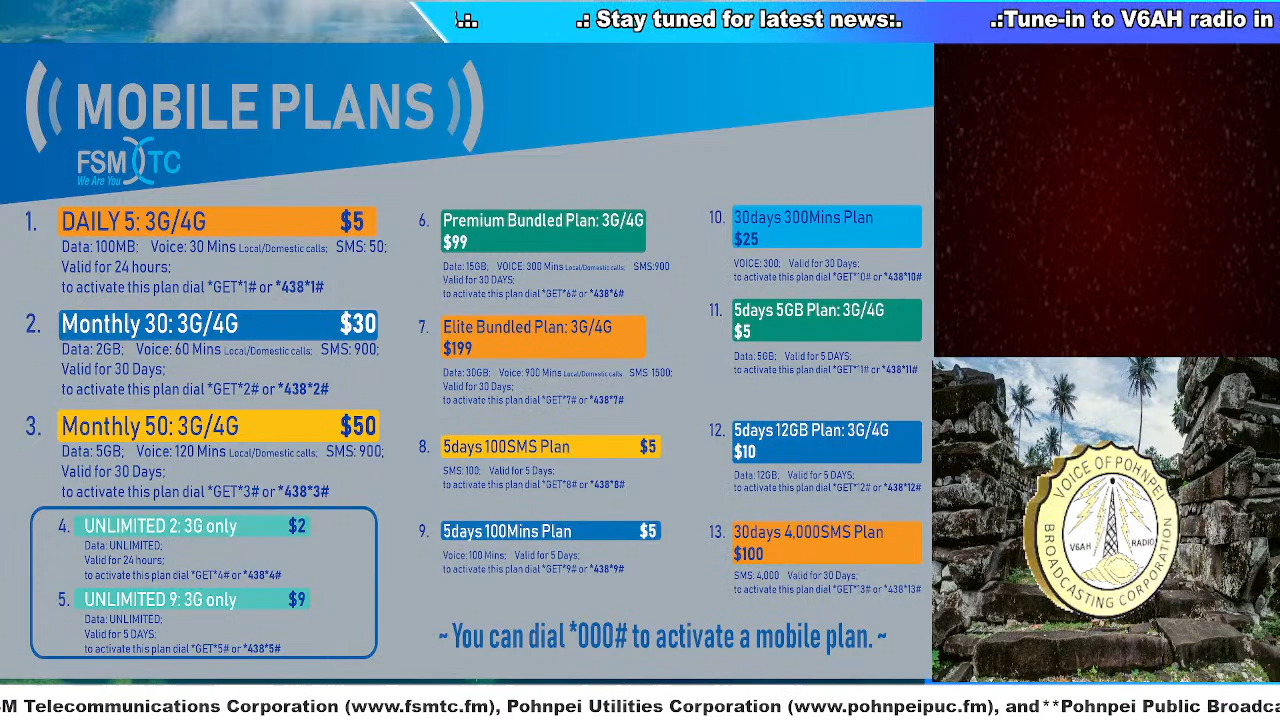 .:. .: Stay tuned for latest news:. .:Tune-in to V6AH radio in
MOBILE PLANS
FSMTC
We Are You
1. DAILY 5: 3G/4G $5
Data: 100MB; Voice: 30 Mins Local/Domestic calls; SMS: 50;
Valid for 24 hours;
to activate this plan dial *GET*1# or *438*1#
2. Monthly 30: 3G/4G $30
Data: 2GB; Voice: 60 Mins Local/Domestic calls; SMS: 900;
Valid for 30 Days;
to activate this plan dial *GET*2# or *438*2#
3. Monthly 50: 3G/4G $50
Data: 5GB; Voice: 120 Mins Local/Domestic calls; SMS: 900;
Valid for 30 Days;
to activate this plan dial *GET*3# or *438*3#
4. UNLIMITED 2: 3G only $2
Data: UNLIMITED;
Valid for 24 hours;
to activate this plan dial *GET*4# or *438*4#
5. UNLIMITED 9: 3G only $9
Data: UNLIMITED;
Valid for 5 DAYS;
to activate this plan dial *GET*5# or *438*5#
6. Premium Bundled Plan: 3G/4G
$99
Data: 15GB; VOICE: 300 Mins Local/Domestic calls; SMS:900
Valid for 30 DAYS;
to activate this plan dial *GET*6# or *438*6#
7. Elite Bundled Plan: 3G/4G
$199
Data: 30GB; Voice: 900 Mins Local/Domestic calls. SMS 1500;
Valid for 30 Days;
to activate this plan dial *GET*7# or *438*7#
8. 5days 100SMS Plan $5
SMS: 100; Valid for 5 Days;
to activate this plan dial *GET*8# or *438*8#
9. 5days 100Mins Plan $5
Voice: 100 Mins; Valid for 5 Days;
to activate this plan dial *GET*9# or *438*9#
10. 30days 300Mins Plan
$25
VOICE: 300; Valid for 30 Days;
to activate this plan dial *GET*10# or *438*10#
11. 5days 5GB Plan: 3G/4G
$5
Data: 5GB; Valid for 5 DAYS;
to activate this plan dial *GET*11# or *438*11#
12. 5days 12GB Plan: 3G/4G
$10
Data: 12GB; Valid for 5 DAYS;
to activate this plan dial *GET*12# or *438*12#
13. 30days 4,000SMS Plan
$100
SMS: 4,000 Valid for 30 Days;
to activate this plan dial *GET*13# or *438*13#
~ You can dial *000# to activate a mobile plan. ~
VOICE OF POHNPEI
V6AH RADIO
BROADCASTING CORPORATION
SM Telecommunications Corporation (www.fsmtc.fm), Pohnpei Utilities Corporation (www.pohnpeipuc.fm), and**Pohnpei Public Broadca